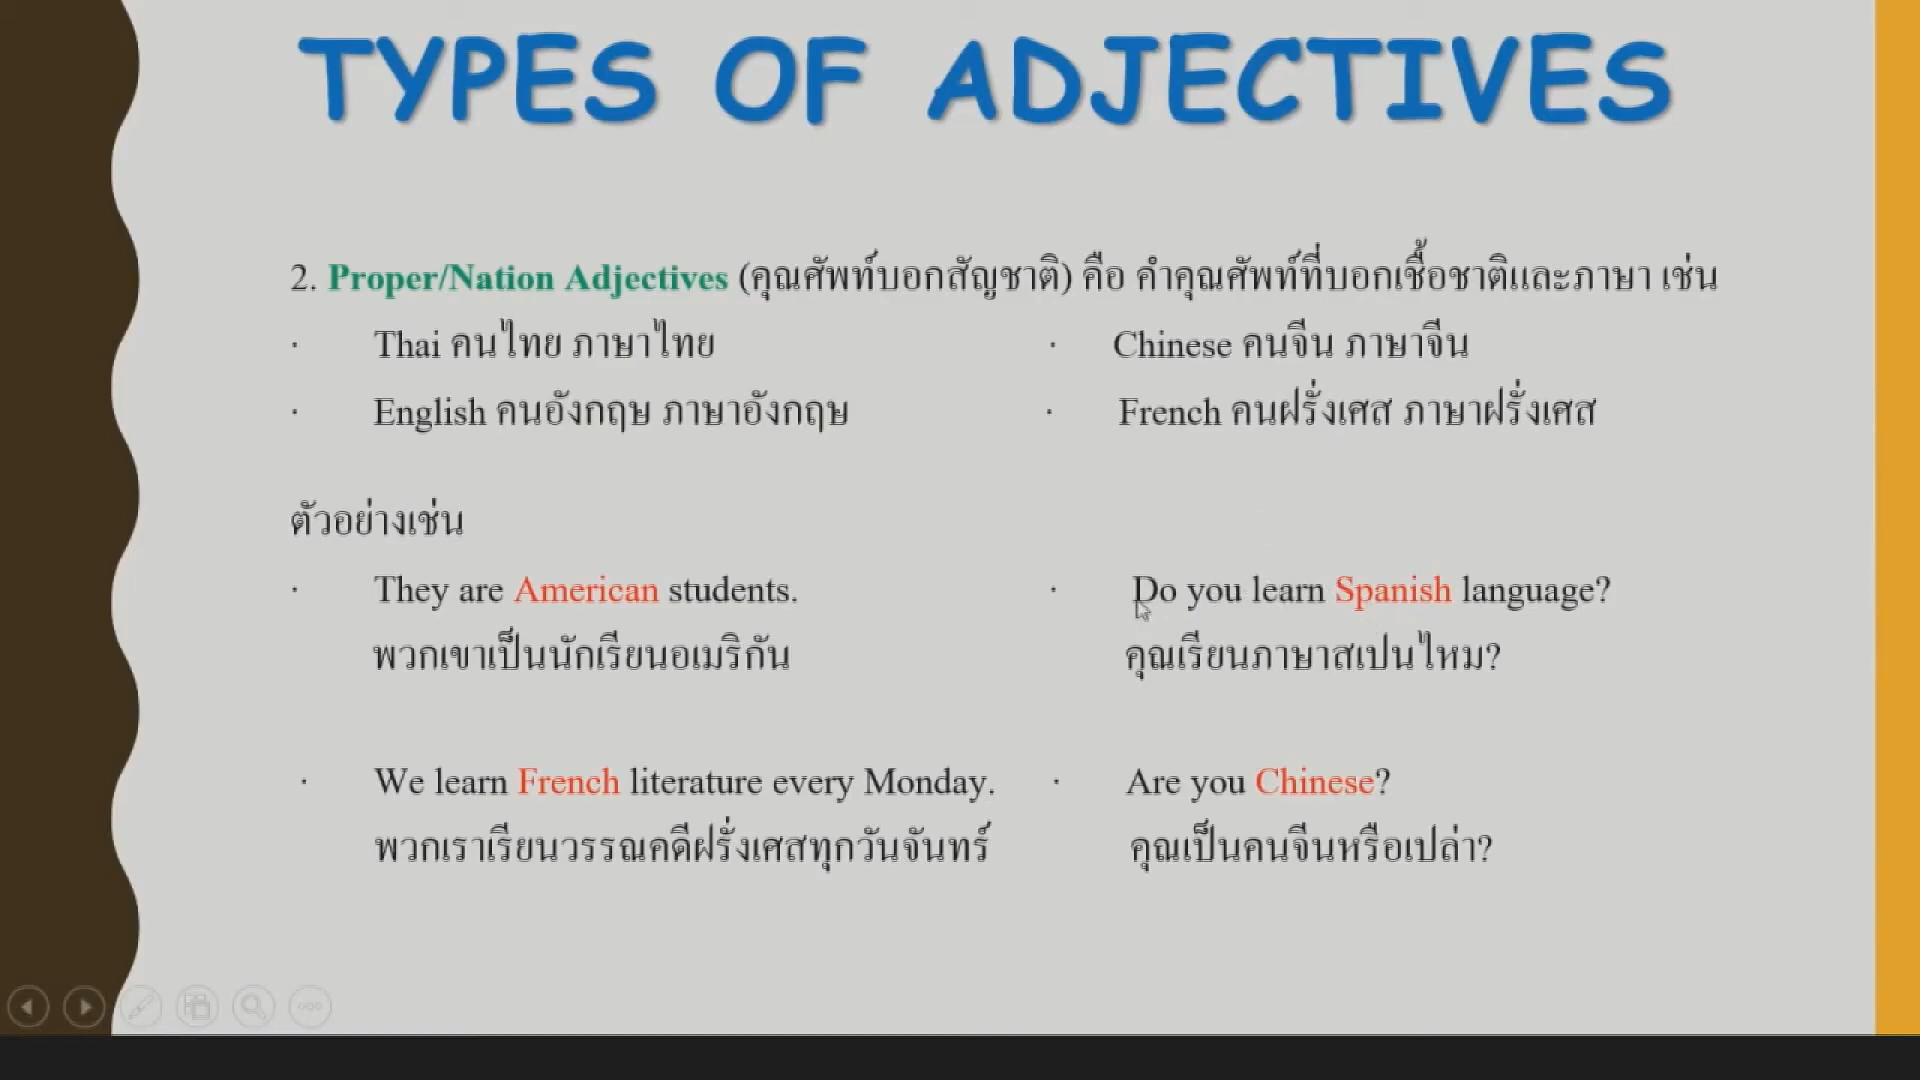 TYPES OF ADJECTIVES
2. Proper/Nation Adjectives (คุณศัพท์บอกสัญชาติ) คือ คำคุณศัพท์ที่บอกเชื้อชาติและภาษา เช่น
· Thai คนไทย ภาษาไทย · Chinese คนจีน ภาษาจีน
· English คนอังกฤษ ภาษาอังกฤษ · French คนฝรั่งเศส ภาษาฝรั่งเศส
ตัวอย่างเช่น
· They are American students. · Do you learn Spanish language?
พวกเขาเป็นนักเรียนอเมริกัน คุณเรียนภาษาสเปนไหม?
· We learn French literature every Monday. · Are you Chinese?
พวกเราเรียนวรรณคดีฝรั่งเศสทุกวันจันทร์ คุณเป็นคนจีนหรือเปล่า?